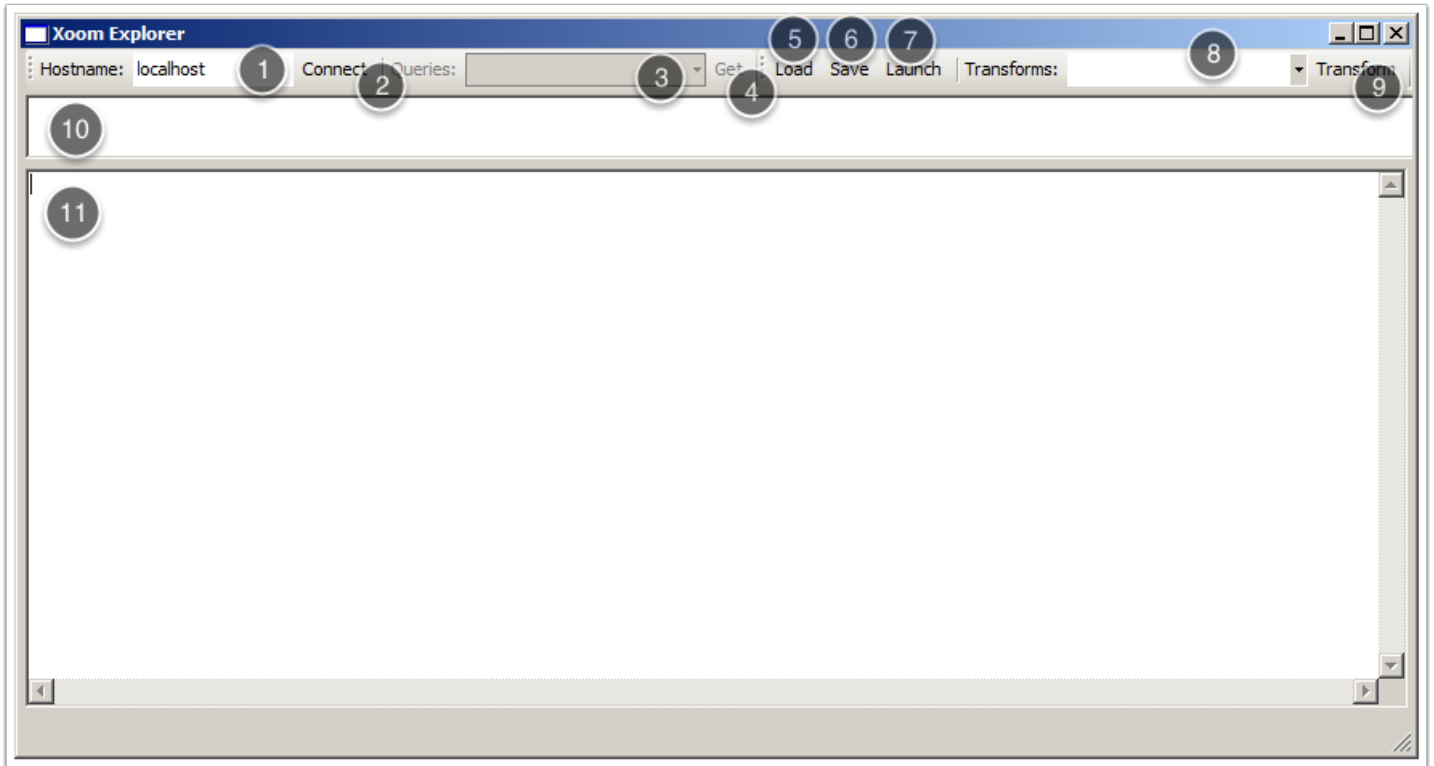 Xoom Explorer 5 6 7 8
Hostname: localhost 1 Connect 2 Queries: 3 Get 4 Load Save Launch Transforms: Transform 9
10
11